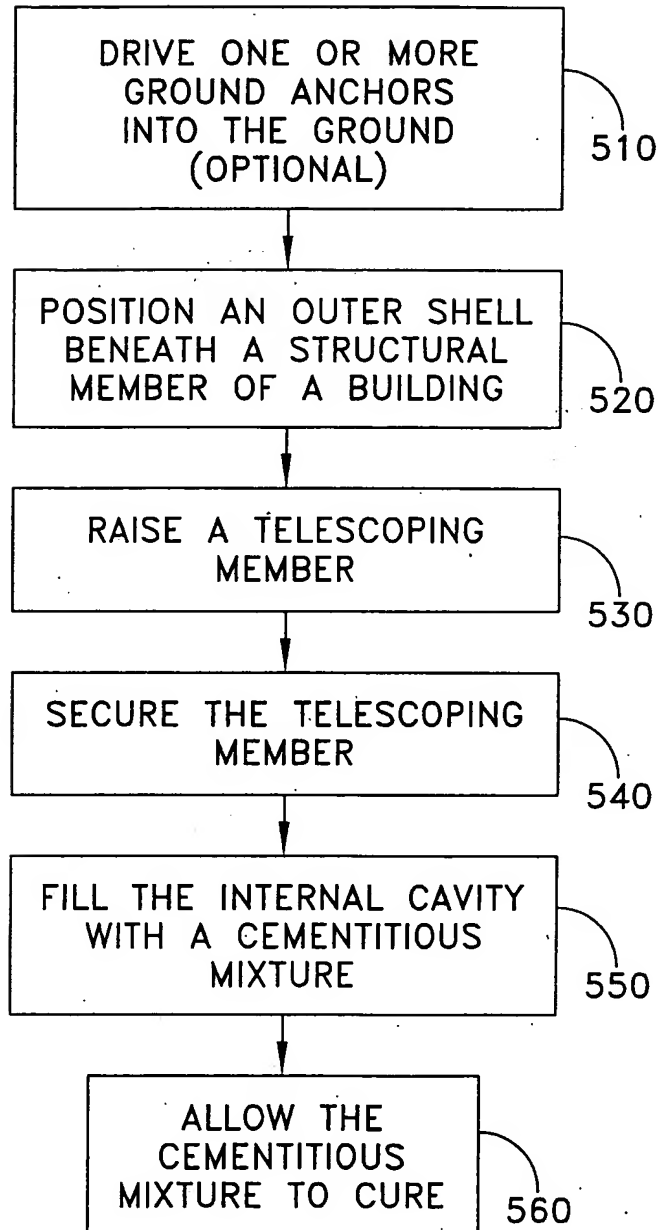 DRIVE ONE OR MORE
GROUND ANCHORS
INTO THE GROUND
(OPTIONAL)
510
POSITION AN OUTER SHELL
BENEATH A STRUCTURAL
MEMBER OF A BUILDING
520
RAISE A TELESCOPING
MEMBER
530
SECURE THE TELESCOPING
MEMBER
540
FILL THE INTERNAL CAVITY
WITH A CEMENTITIOUS
MIXTURE
550
ALLOW THE
CEMENTITIOUS
MIXTURE TO CURE
560